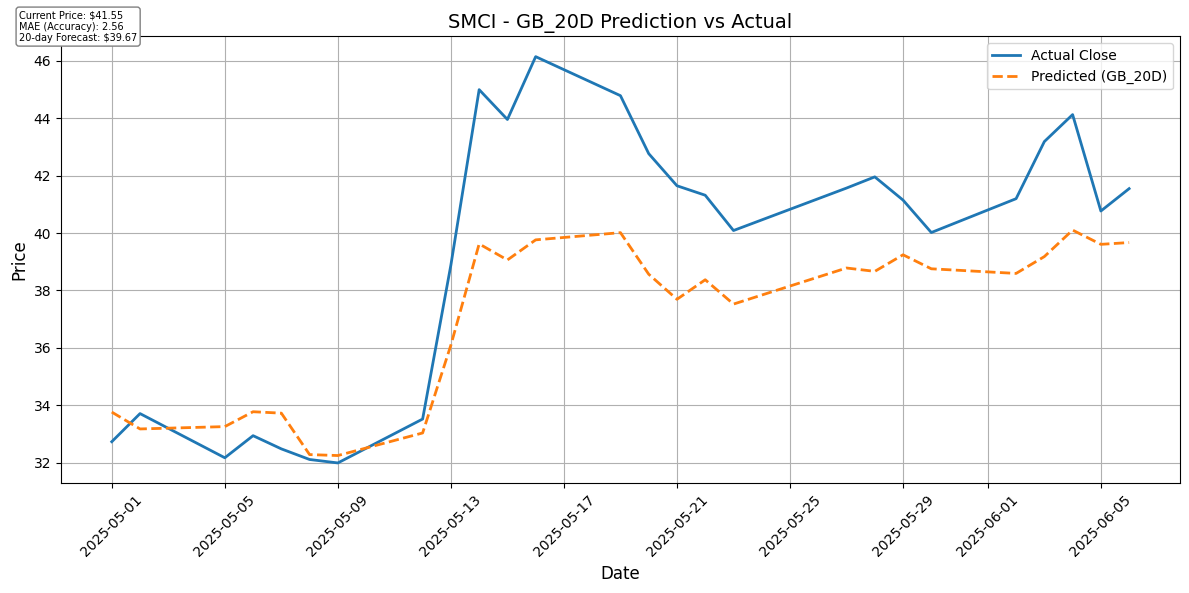 Current Price: $41.55
MAE (Accuracy): 2.56
20-day Forecast: $39.67
SMCI - GB_20D Prediction vs Actual
Actual Close
Predicted (GB_20D)
Price
46
44
42
40
38
36
34
32
2025-05-01
2025-05-05
2025-05-09
2025-05-13
2025-05-17
2025-05-21
2025-05-25
2025-05-29
2025-06-01
2025-06-05
Date